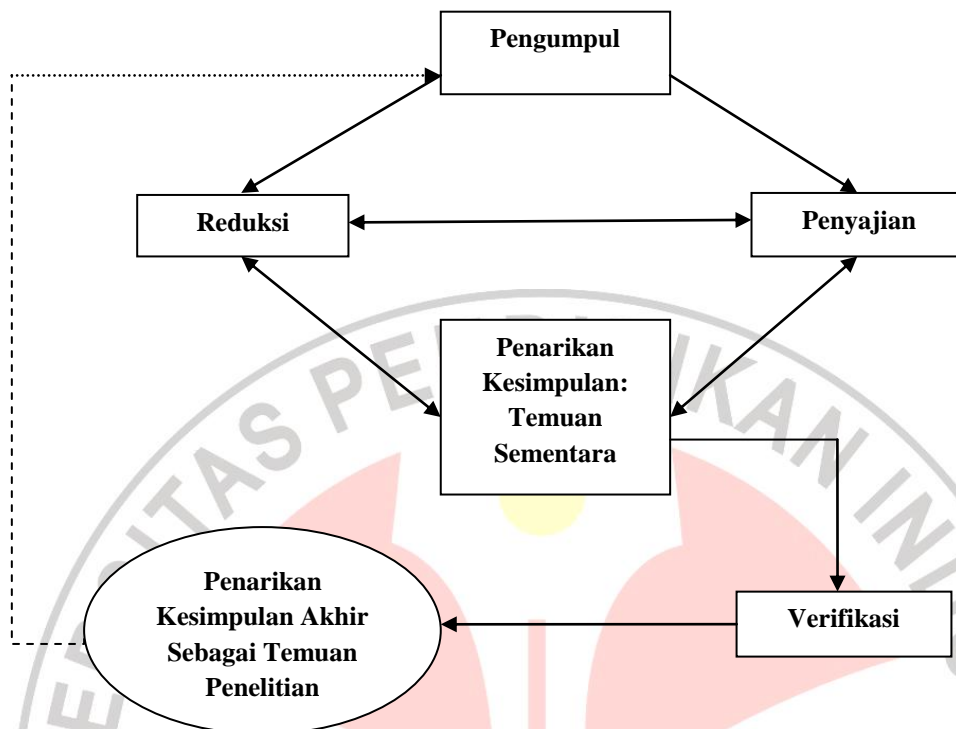 Pengumpul
Reduksi
Penyajian
Penarikan
Kesimpulan:
Temuan
Sementara
Penarikan
Kesimpulan Akhir
Sebagai Temuan
Penelitian
Verifikasi